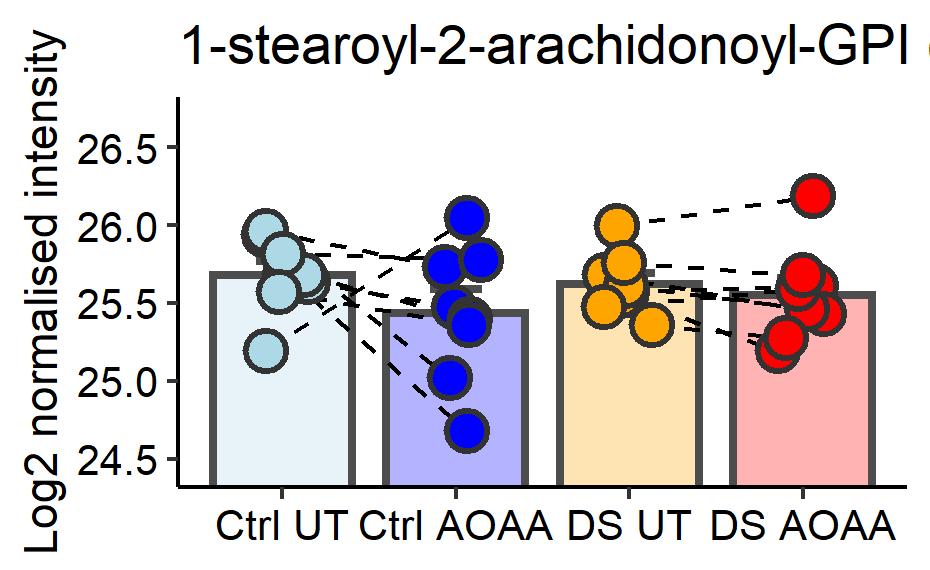 1-stearoyl-2-arachidonoyl-GPI
Log2 normalised intensity
26.5
26.0
25.5
25.0
24.5
Ctrl UT Ctrl AOAA DS UT DS AOAA